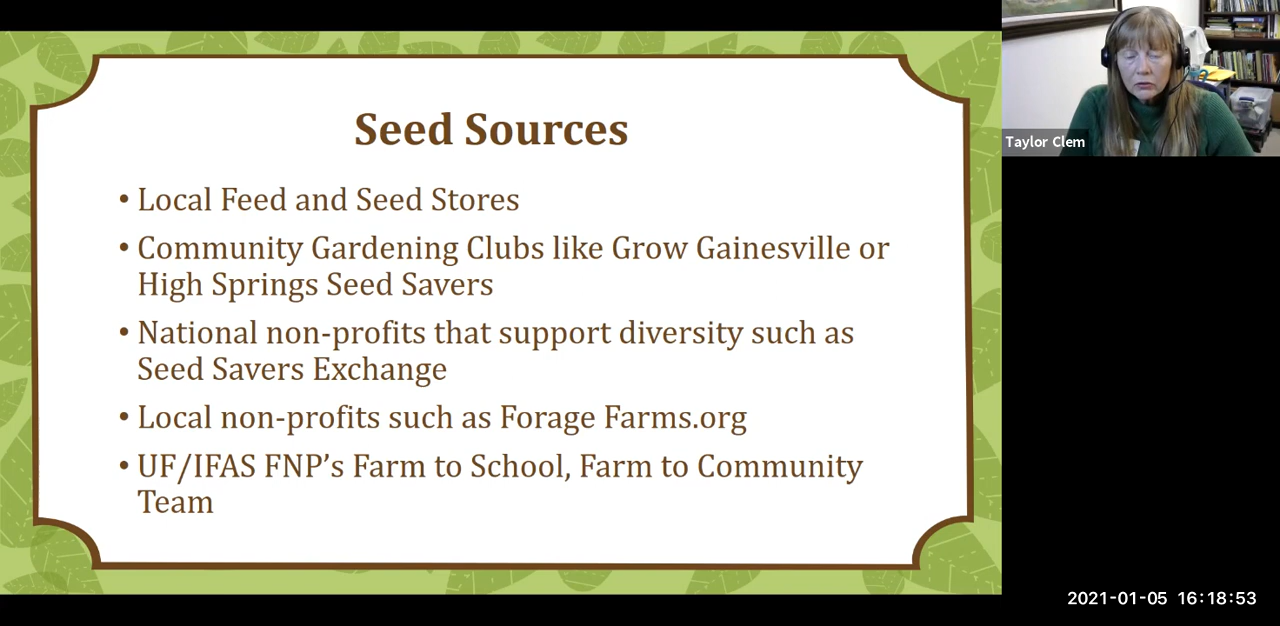 Seed Sources
• Local Feed and Seed Stores
• Community Gardening Clubs like Grow Gainesville or
High Springs Seed Savers
• National non-profits that support diversity such as
Seed Savers Exchange
• Local non-profits such as Forage Farms.org
• UF/IFAS FNP’s Farm to School, Farm to Community
Team
Taylor Clem
2021-01-05 16:18:53